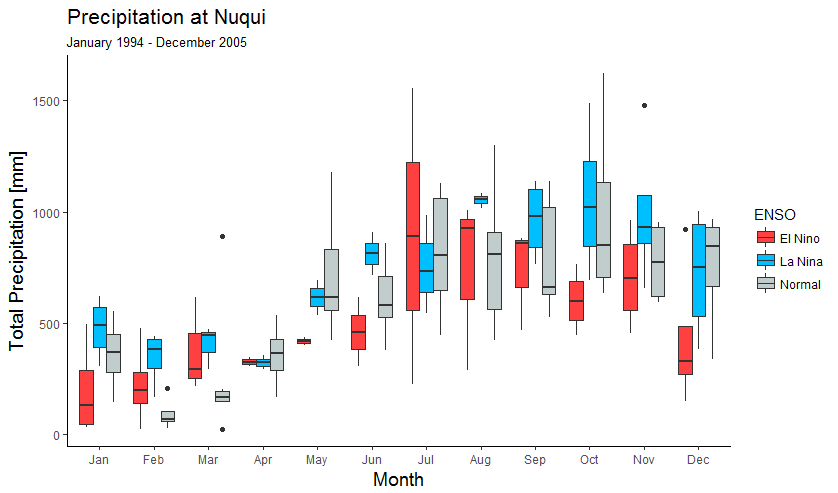 Precipitation at Nuqui
January 1994 - December 2005
Total Precipitation [mm]
1500
1000
500
0
Jan Feb Mar Apr May Jun Jul Aug Sep Oct Nov Dec
Month
ENSO
El Nino
La Nina
Normal